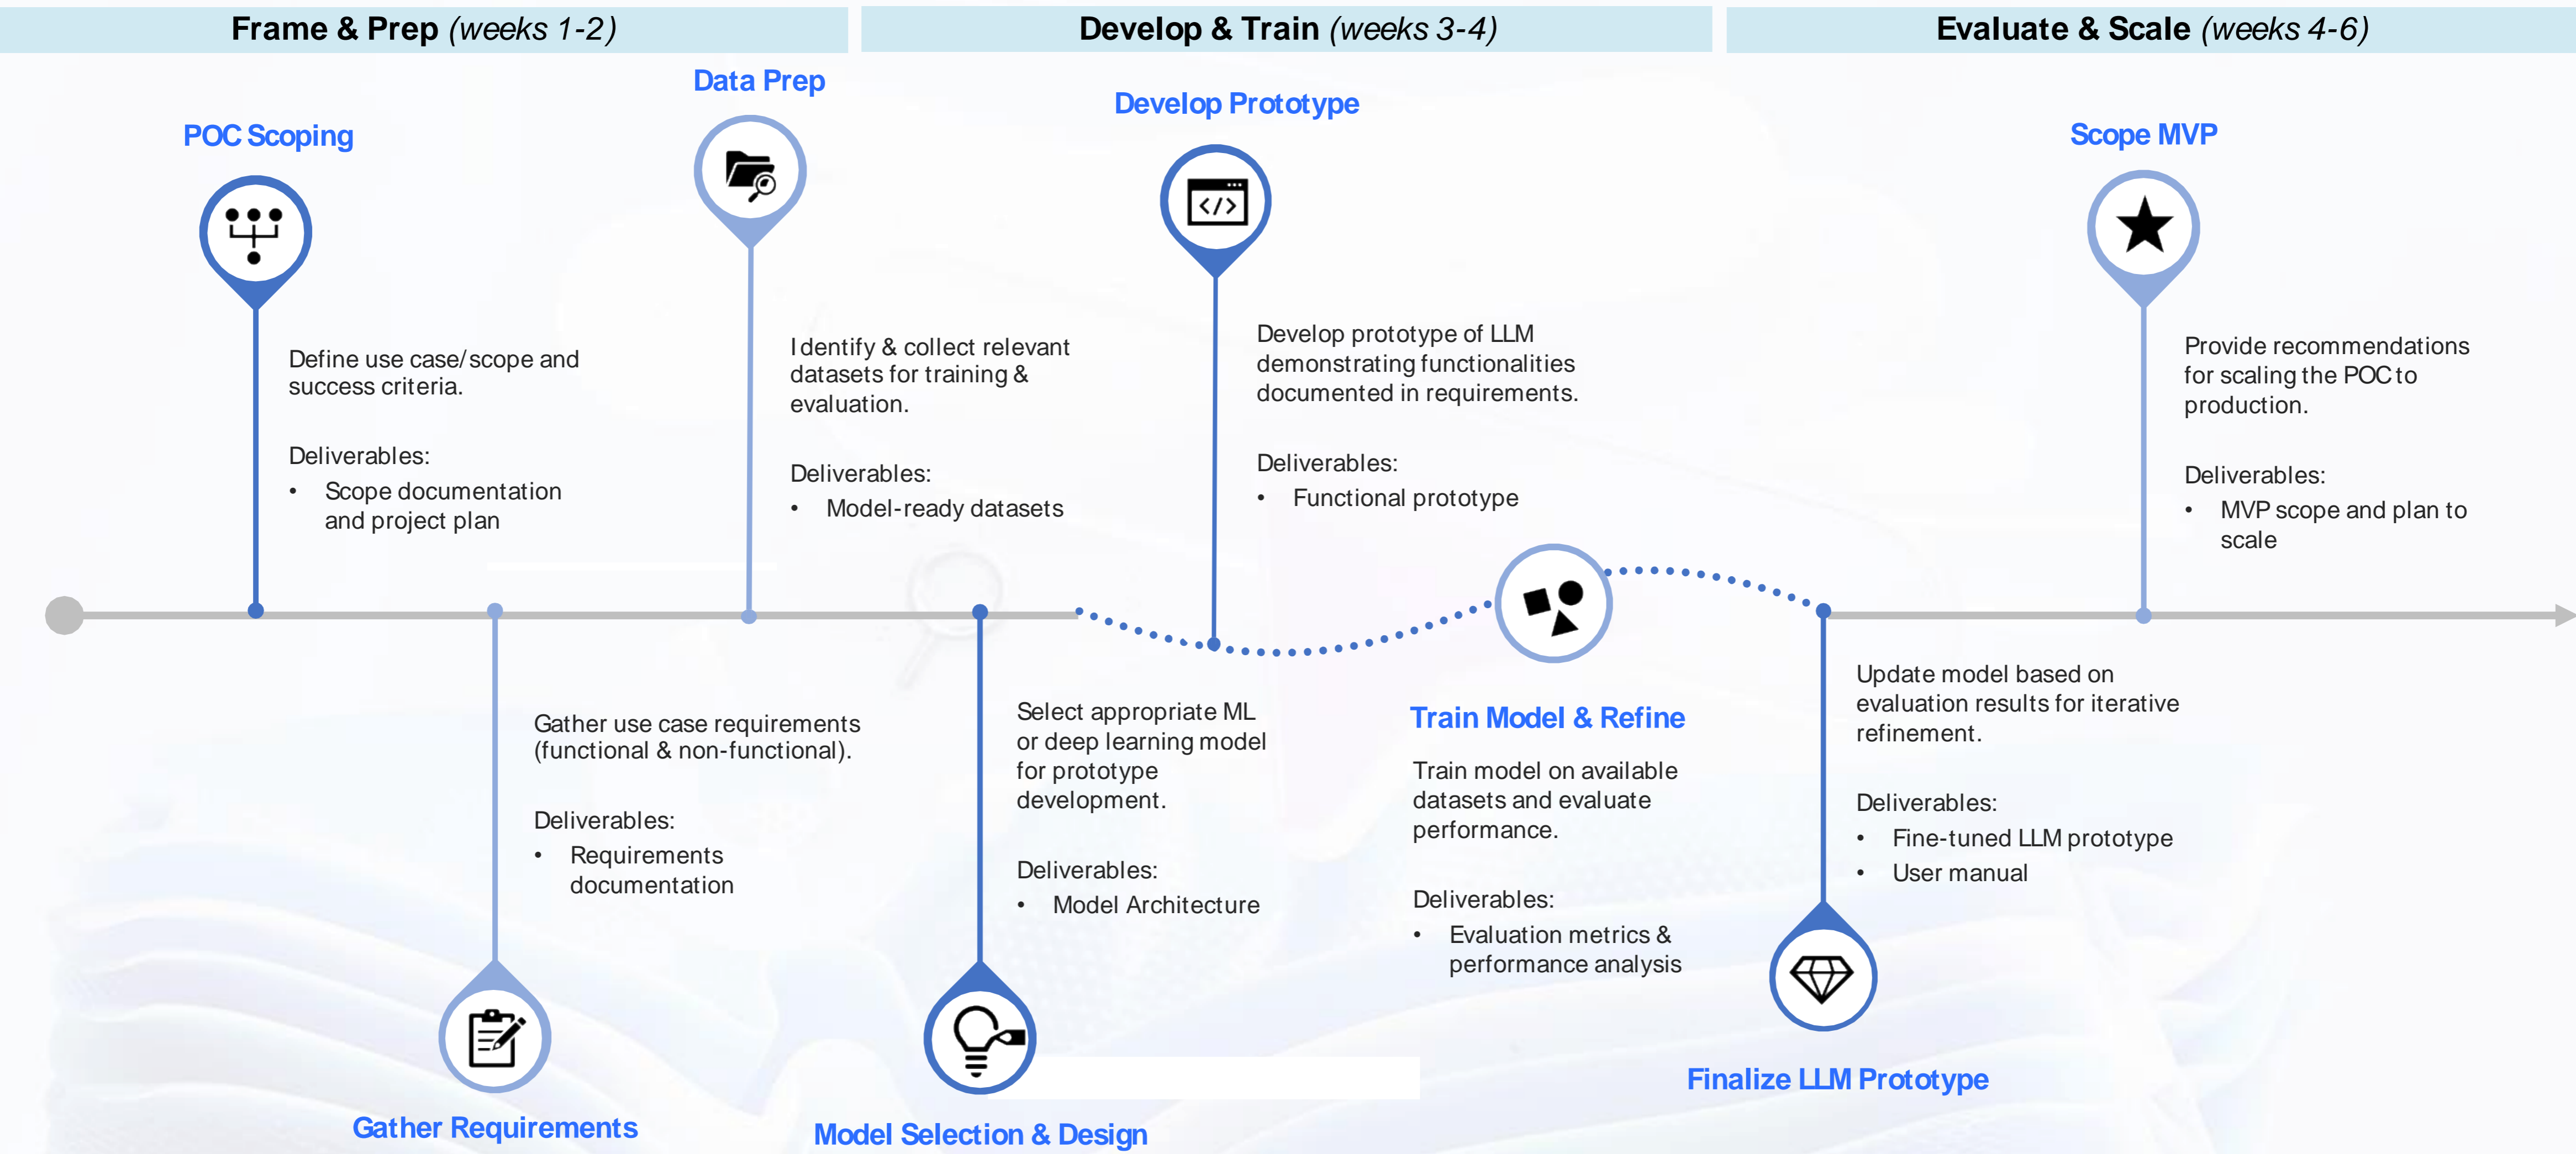 Frame & Prep (weeks 1-2)
Develop & Train (weeks 3-4)
Evaluate & Scale (weeks 4-6)
POC Scoping
Define use case/scope and
success criteria.
Deliverables:
• Scope documentation
and project plan
Gather use case requirements
(functional & non-functional).
Deliverables:
• Requirements
documentation
Gather Requirements
Data Prep
Identify & collect relevant
datasets for training &
evaluation.
Deliverables:
• Model-ready datasets
Select appropriate ML
or deep learning model
for prototype
development.
Deliverables:
• Model Architecture
Model Selection & Design
Develop Prototype
</>
Develop prototype of LLM
demonstrating functionalities
documented in requirements.
Deliverables:
• Functional prototype
Train Model & Refine
Train model on available
datasets and evaluate
performance.
Deliverables:
• Evaluation metrics &
performance analysis
Update model based on
evaluation results for iterative
refinement.
Deliverables:
• Fine-tuned LLM prototype
• User manual
Finalize LLM Prototype
Scope MVP
Provide recommendations
for scaling the POC to
production.
Deliverables:
• MVP scope and plan to
scale